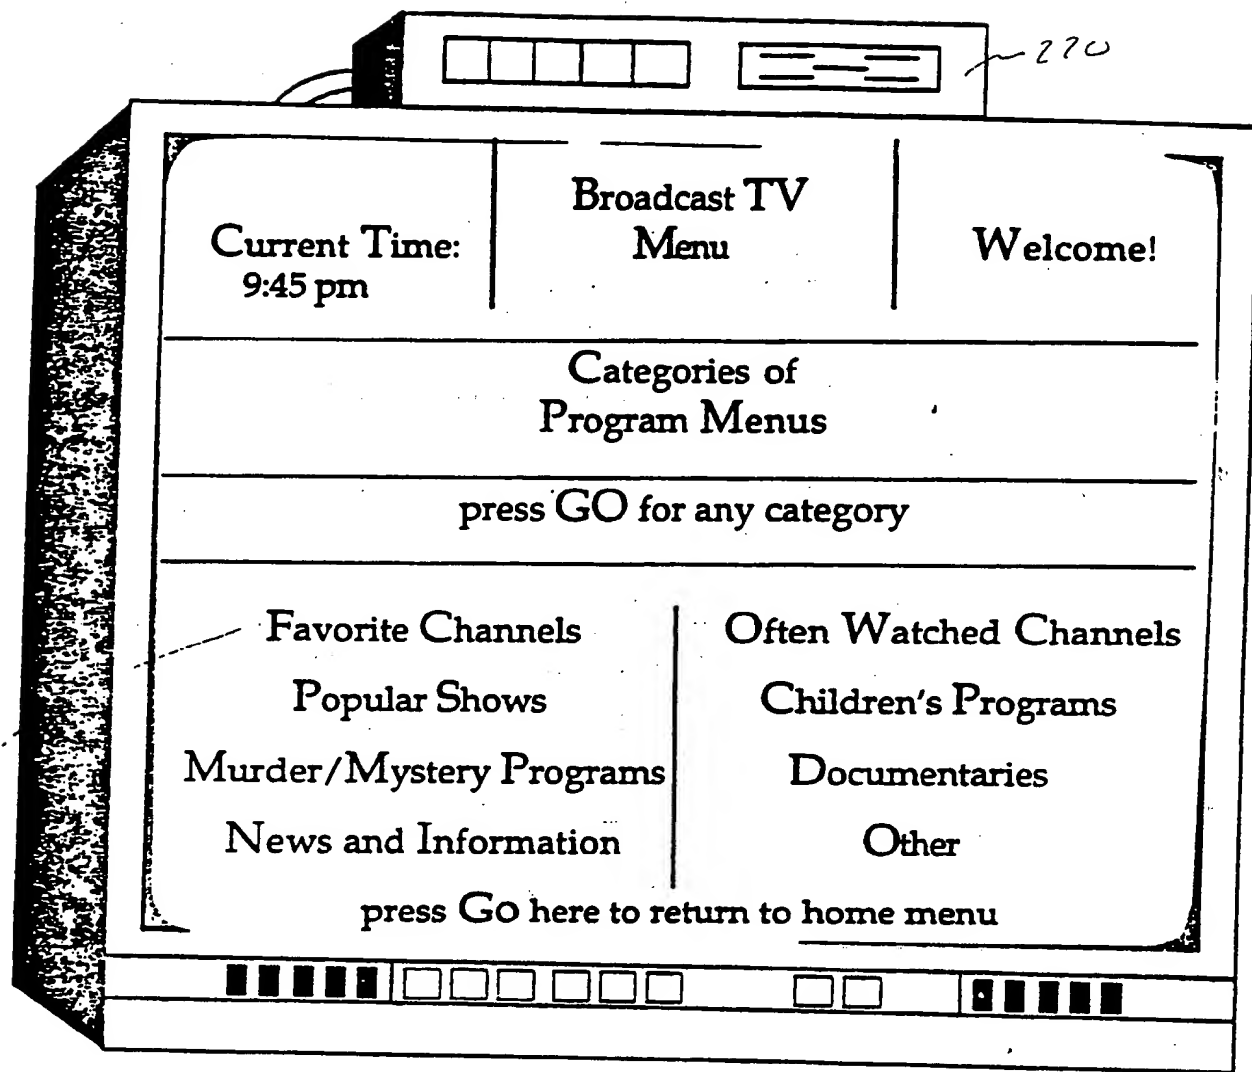 220
Current Time:
9:45 pm
Broadcast TV
Menu
Welcome!
Categories of
Program Menus
press GO for any category
Favorite Channels
Often Watched Channels
Popular Shows
Children's Programs
Murder/Mystery Programs
Documentaries
News and Information
Other
press Go here to return to home menu